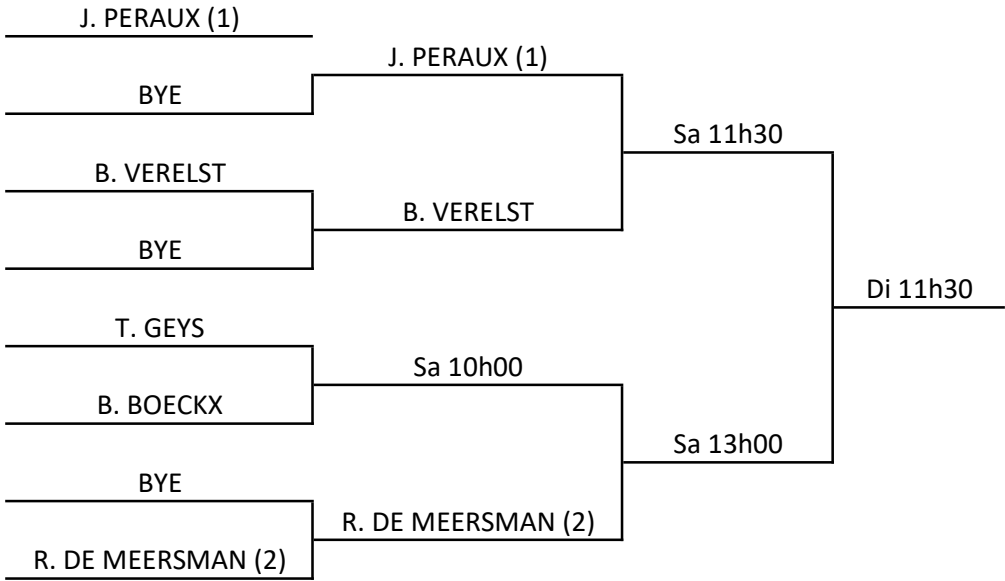 J. PERAUX (1)
BYE
B. VERELST
BYE
T. GEYS
B. BOECKX
BYE
R. DE MEERSMAN (2)
J. PERAUX (1)
B. VERELST
Sa 10h00
R. DE MEERSMAN (2)
Sa 11h30
Sa 13h00
Di 11h30